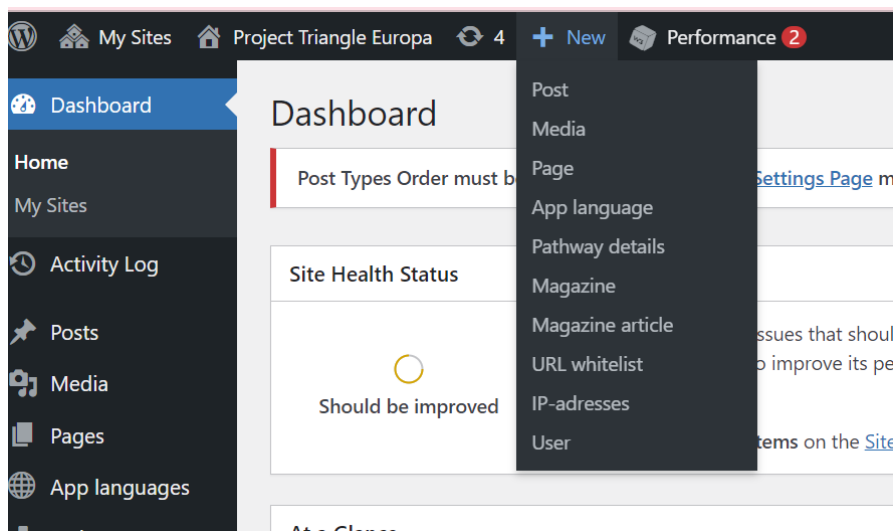 My Sites Project Triangle Europa 4 New Performance 2
Dashboard
Home
My Sites
Activity Log
Posts
Media
Pages
App languages
Dashboard
Post Types Order must b
Settings Page m
Site Health Status
Should be improved
ssues that shoul
o improve its pe
tems on the Site
At a Glance
Post
Media
Page
App language
Pathway details
Magazine
Magazine article
URL whitelist
IP-adresses
User